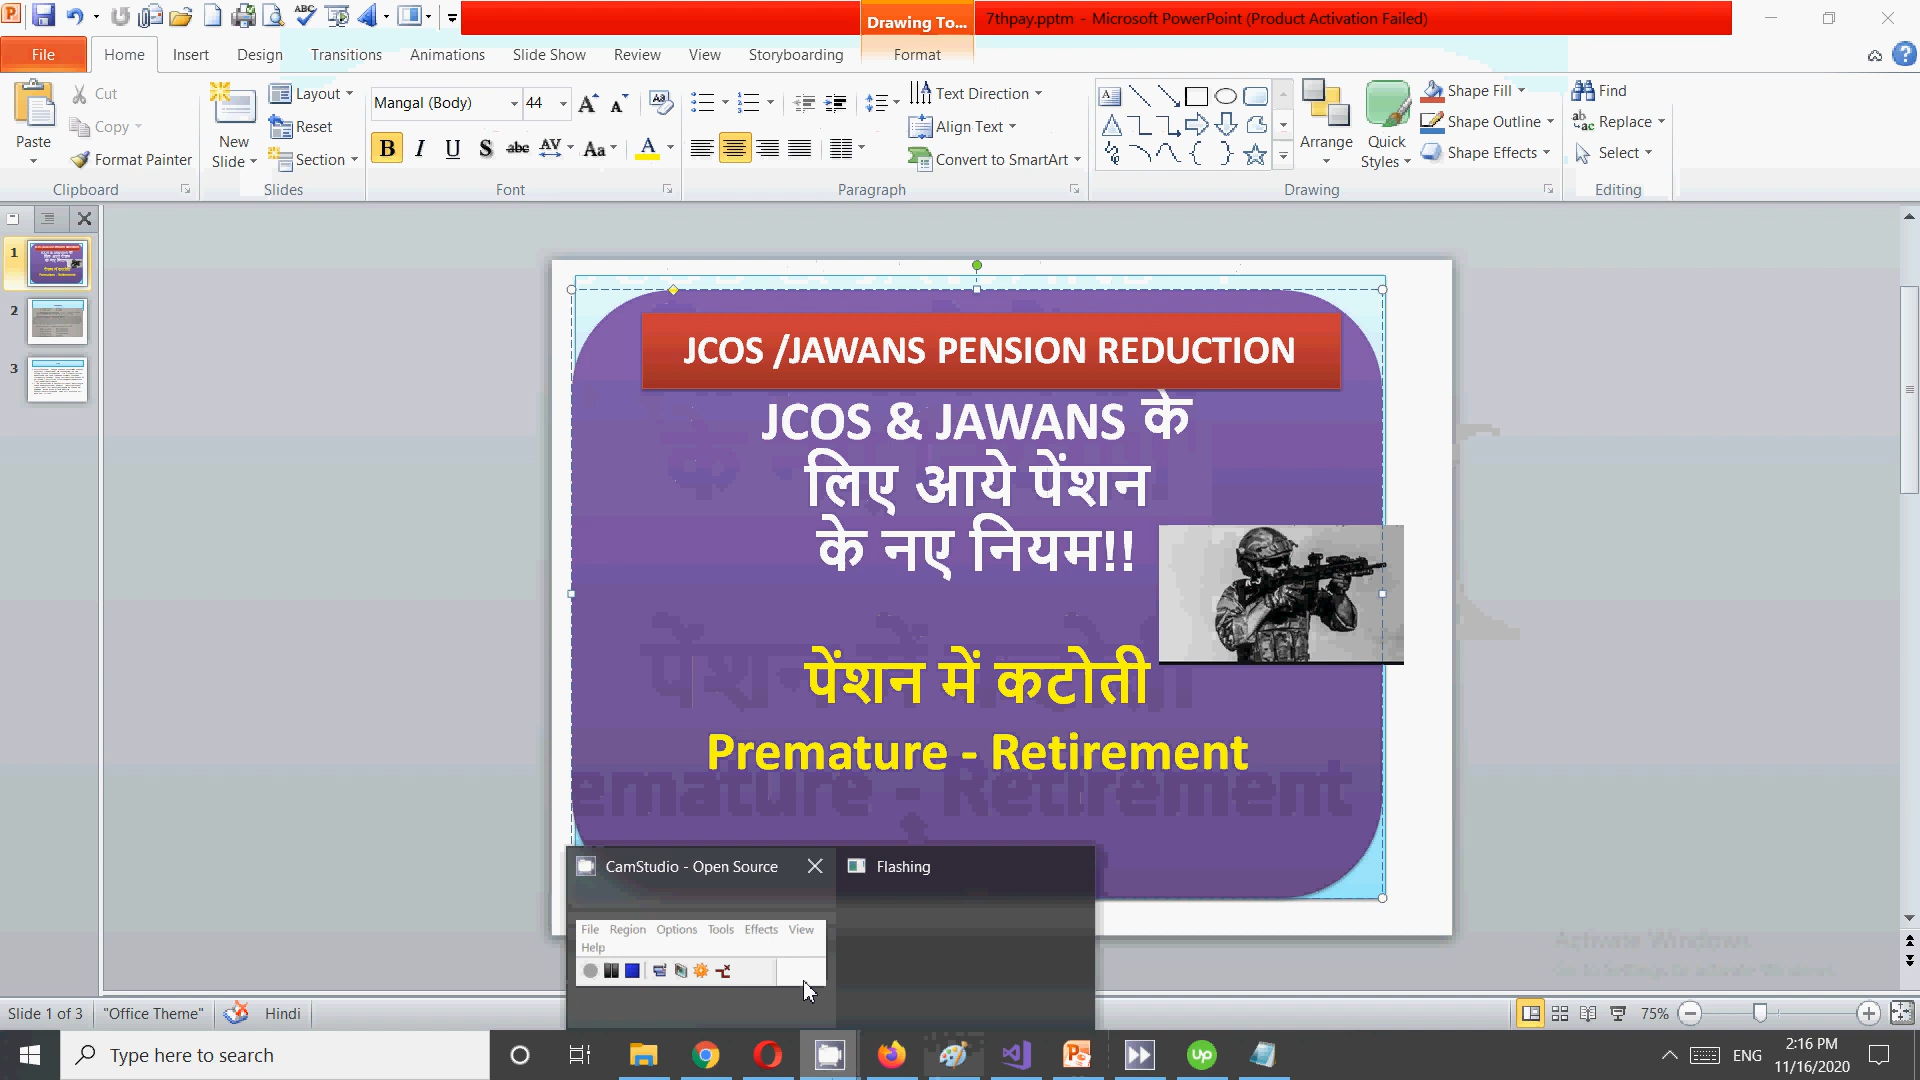 Drawing To...
7thpay.pptm - Microsoft PowerPoint (Product Activation Failed)
File Home Insert Design Transitions Animations Slide Show Review View Storyboarding Format
Cut
Copy
Format Painter
Paste
Clipboard
New
Slide
Layout
Reset
Section
Slides
Mangal (Body) 44
Font
Text Direction
Align Text
Convert to SmartArt
Paragraph
Arrange
Quick
Styles
Shape Fill
Shape Outline
Shape Effects
Drawing
Find
Replace
Select
Editing
1
2
3
JCOS /JAWANS PENSION REDUCTION
JCOS & JAWANS के
लिए आये पेंशन
के नए नियम!!
पेंशन में कटोती
Premature - Retirement
CamStudio - Open Source
Flashing
File Region Options Tools Effects View
Help
Activate Windows
Slide 1 of 3 "Office Theme" Hindi 75%
Type here to search
ENG
2:16 PM
11/16/2020